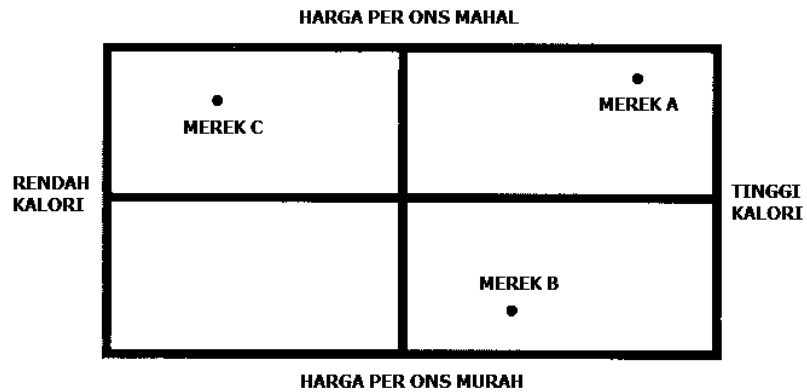 HARGA PER ONS MAHAL
MEREK A
MEREK C
RENDAH
KALORI
TINGGI
KALORI
MEREK B
HARGA PER ONS MURAH